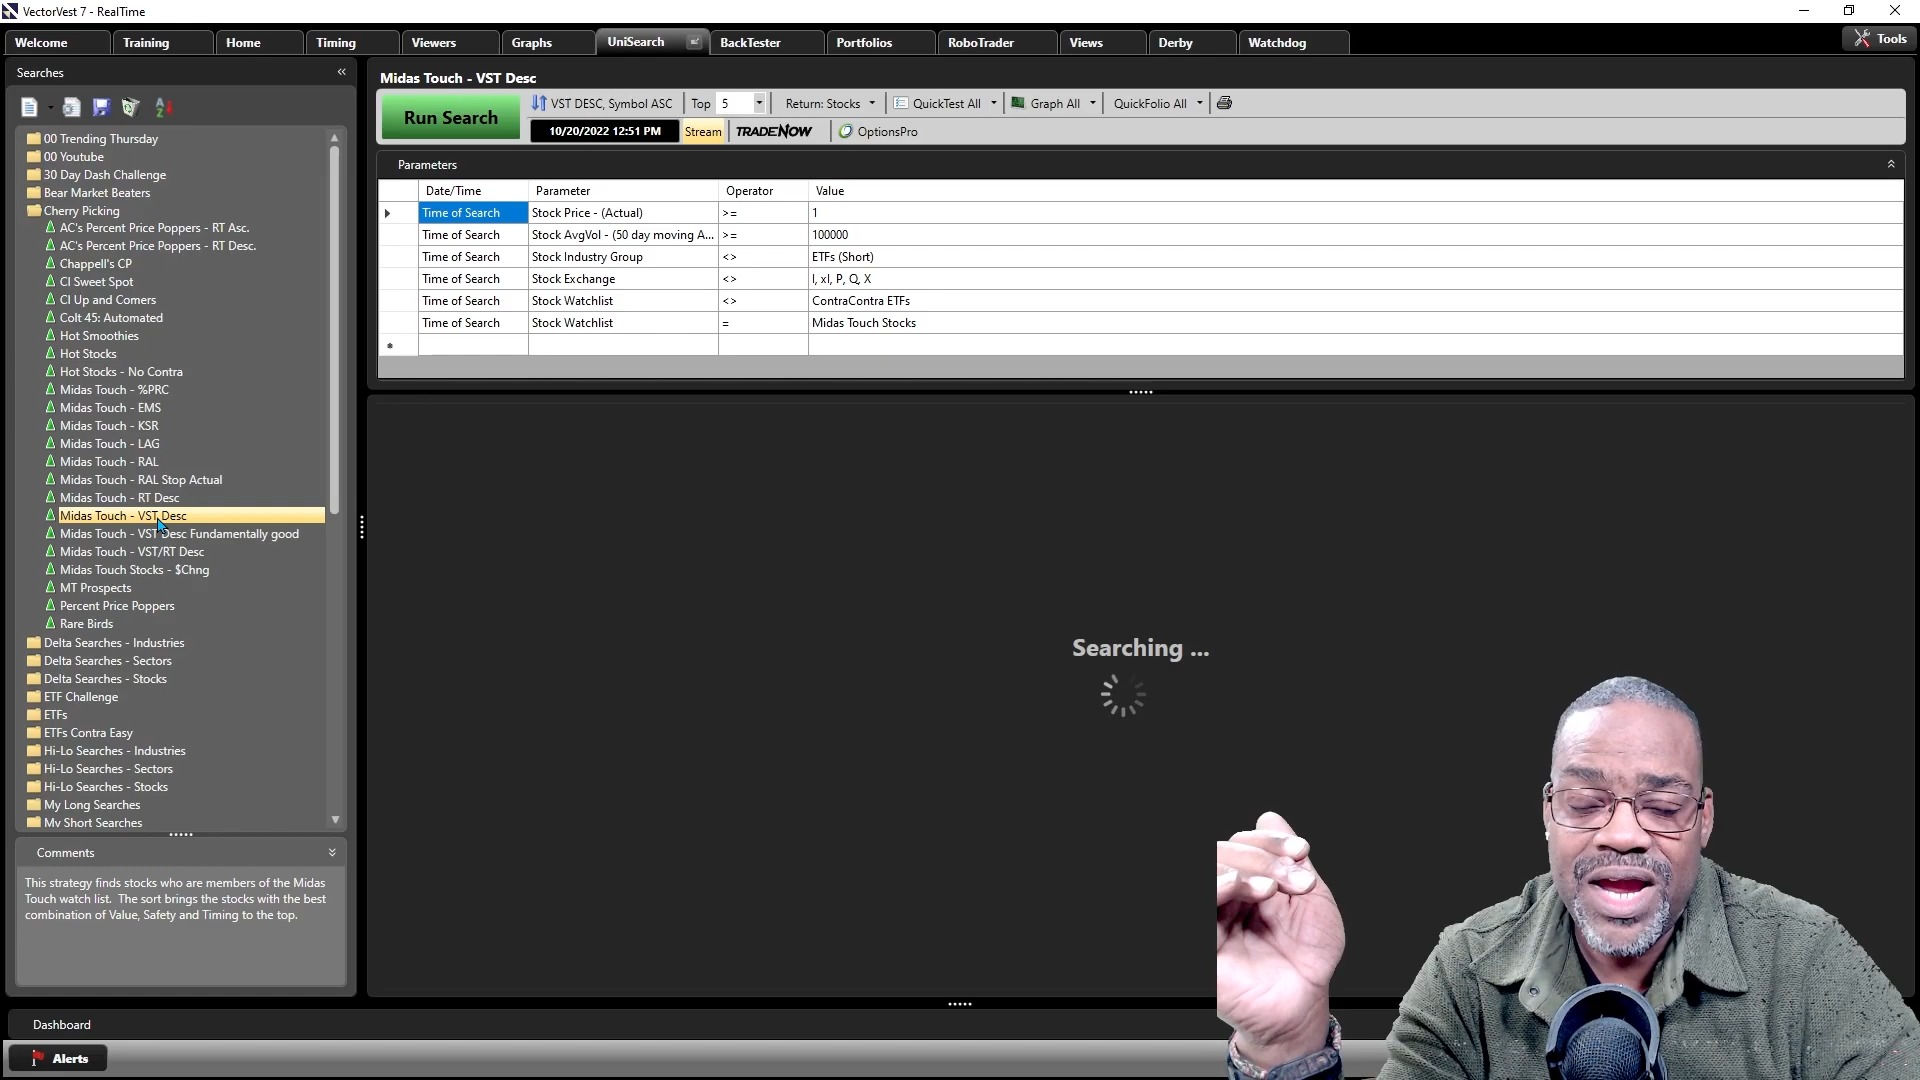 VectorVest 7 - RealTime
Welcome
Training
Home
Timing
Viewers
Graphs
UniSearch
BackTester
Portfolios
RoboTrader
Views
Derby
Watchdog
Tools
Searches
00 Trending Thursday
00 Youtube
30 Day Dash Challenge
Bear Market Beaters
Cherry Picking
AC's Percent Price Poppers - RT Asc.
AC's Percent Price Poppers - RT Desc.
Chappell's CP
CI Sweet Spot
CI Up and Comers
Colt 45: Automated
Hot Smoothies
Hot Stocks
Hot Stocks - No Contra
Midas Touch - %PRC
Midas Touch - EMS
Midas Touch - KSR
Midas Touch - LAG
Midas Touch - RAL
Midas Touch - RAL Stop Actual
Midas Touch - RT Desc
Midas Touch - VST Desc
Midas Touch - VST Desc Fundamentally good
Midas Touch - VST/RT Desc
Midas Touch Stocks - $Chng
MT Prospects
Percent Price Poppers
Rare Birds
Delta Searches - Industries
Delta Searches - Sectors
Delta Searches - Stocks
ETF Challenge
ETFs
ETFs Contra Easy
Hi-Lo Searches - Industries
Hi-Lo Searches - Sectors
Hi-Lo Searches - Stocks
My Long Searches
My Short Searches
Comments
This strategy finds stocks who are members of the Midas
Touch watch list. The sort brings the stocks with the best
combination of Value, Safety and Timing to the top.
Midas Touch - VST Desc
Run Search
VST DESC, Symbol ASC
Top 5
Return: Stocks
QuickTest All
Graph All
QuickFolio All
10/20/2022 12:51 PM
Stream
TRADENOW
OptionsPro
Parameters
Date/Time Parameter Operator Value
Time of Search Stock Price - (Actual) >= 1
Time of Search Stock AvgVol - (50 day moving A... >= 100000
Time of Search Stock Industry Group <> ETFs (Short)
Time of Search Stock Exchange <> I, xI, P, Q, X
Time of Search Stock Watchlist <> ContraContra ETFs
Time of Search Stock Watchlist = Midas Touch Stocks
Searching ...
Dashboard
Alerts